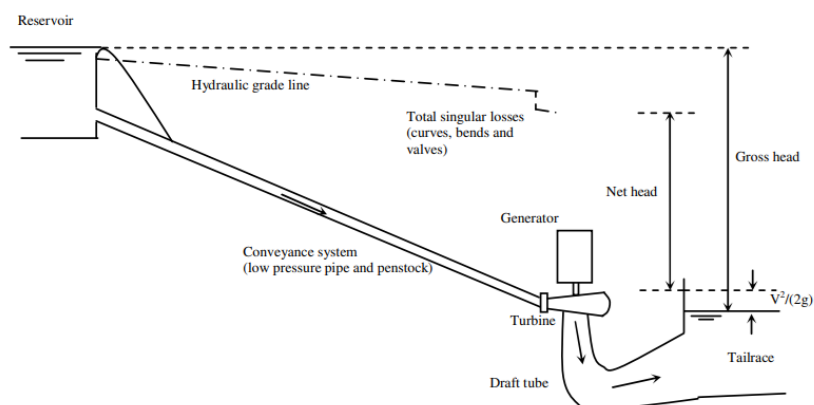 Reservoir
Hydraulic grade line
Total singular losses
(curves, bends and
valves)
Gross head
Net head
Generator
Conveyance system
(low pressure pipe and penstock)
V²/(2g)
Turbine
Tailrace
Draft tube